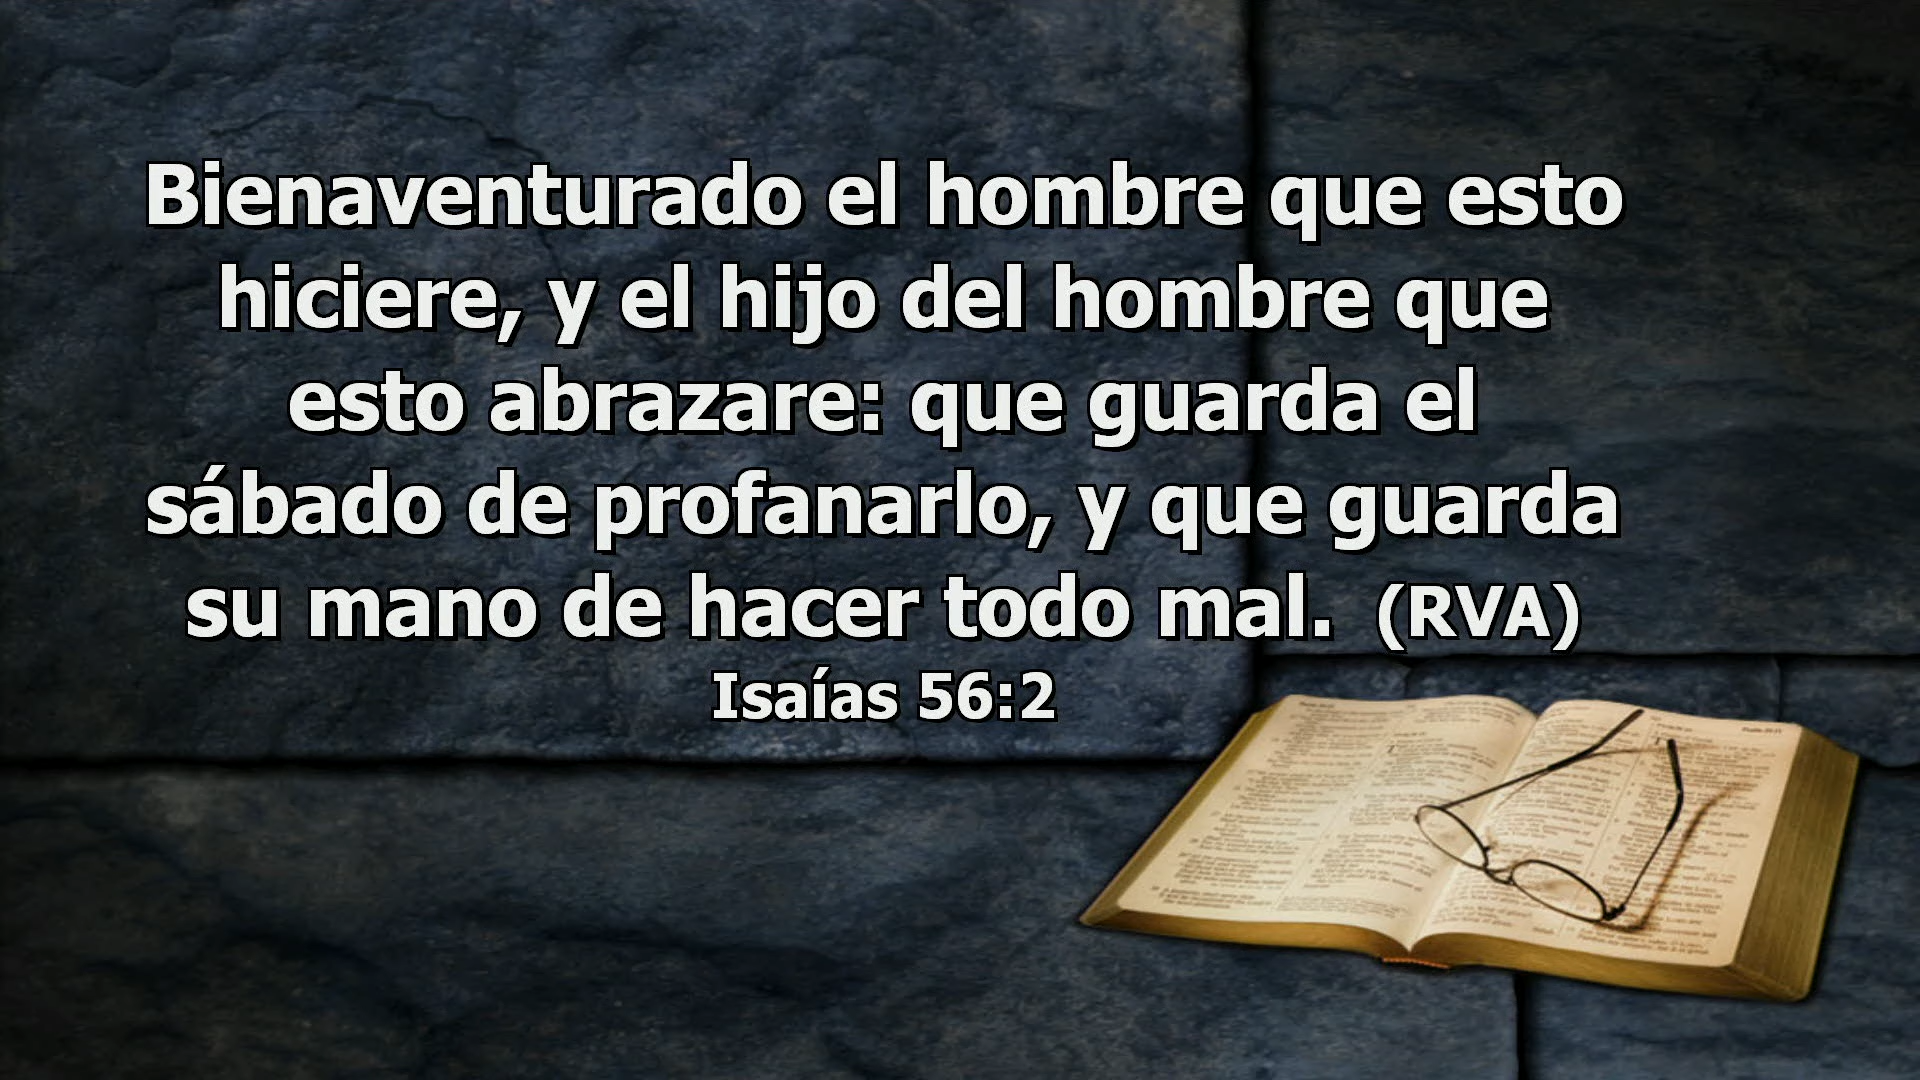 Bienaventurado el hombre que esto
hiciere, y el hijo del hombre que
esto abrazare: que guarda el
sábado de profanarlo, y que guarda
su mano de hacer todo mal. (RVA)
Isaías 56:2